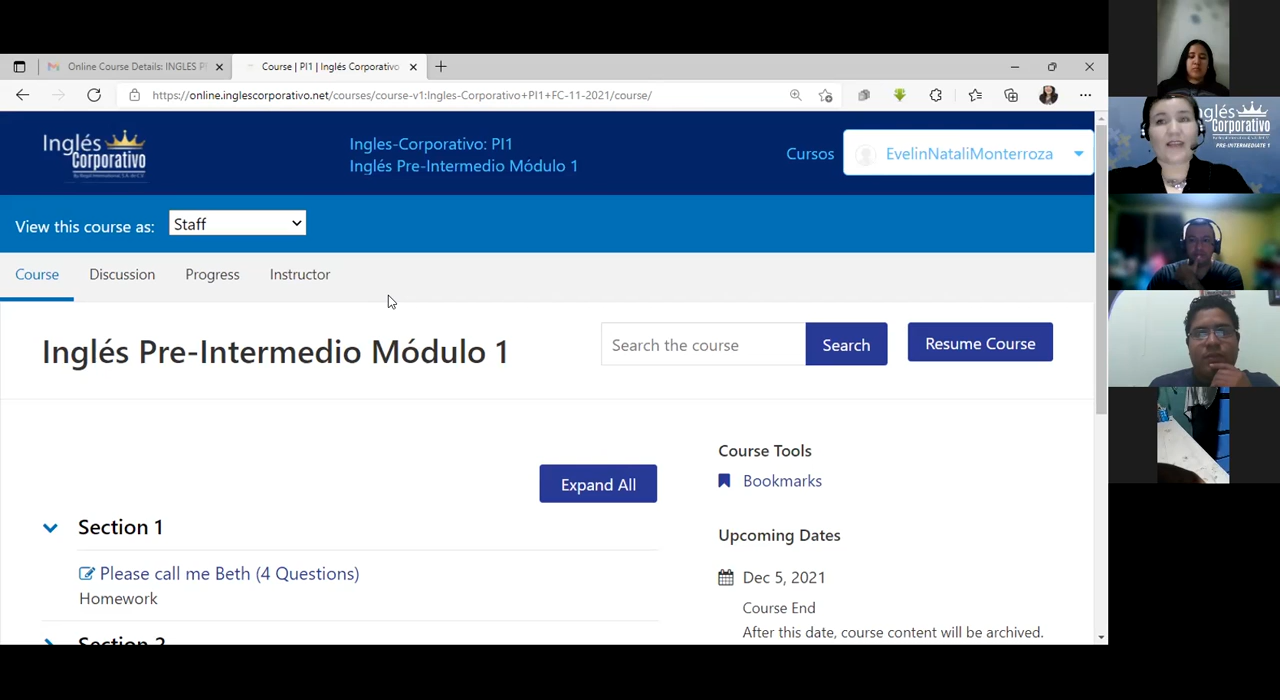 Online Course Details: INGLES P
Course | PI1 | Inglés Corporativo
https://online.inglescorporativo.net/courses/course-v1:Ingles-Corporativo+PI1+FC-11-2021/course/
Inglés
Corporativo
Ingles-Corporativo: PI1
Inglés Pre-Intermedio Módulo 1
Cursos
EvelinNataliMonterroza
View this course as:
Staff
Course
Discussion
Progress
Instructor
Inglés Pre-Intermedio Módulo 1
Search the course
Search
Resume Course
Course Tools
Bookmarks
Expand All
Section 1
Please call me Beth (4 Questions)
Homework
Section 2
Upcoming Dates
Dec 5, 2021
Course End
After this date, course content will be archived.
Corporativo
PRE-INTERMEDIATE 1